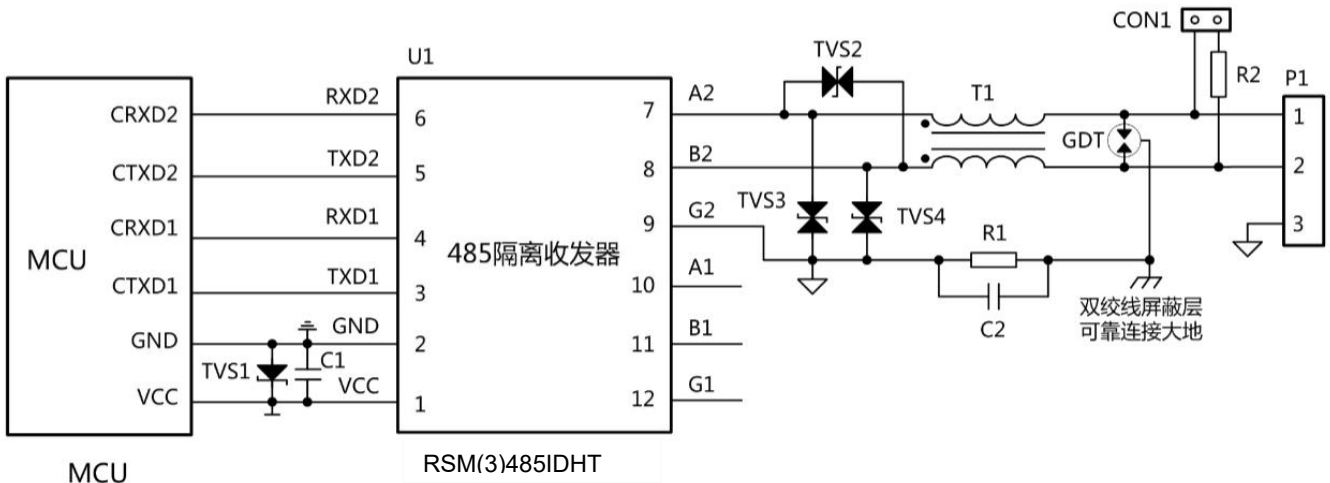 CON1
TVS2
U1
R2
P1
CRXD2
RXD2
6
7
A2
T1
1
GDT
CTXD2
TXD2
5
8
B2
2
CRXD1
RXD1
4
9
G2
TVS3
TVS4
3
MCU
485隔离收发器
R1
CTXD1
TXD1
3
10
A1
C2
双绞线屏蔽层
可靠连接大地
GND
GND
2
11
B1
TVS1
C1
VCC
VCC
1
12
G1
MCU
RSM(3)485IDHT